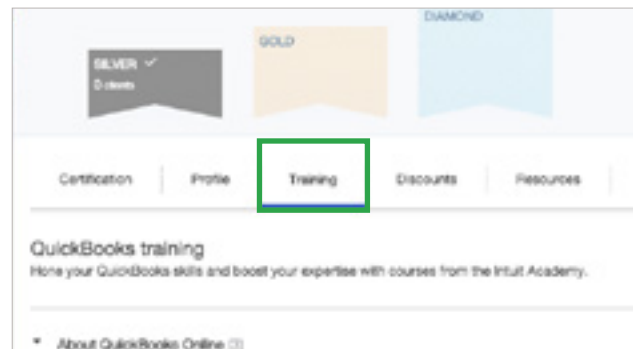 DIAMOND
GOLD
SILVER ✓
0 clients
Certification Profile Training Discounts Resources
QuickBooks training
Hone your QuickBooks skills and boost your expertise with courses from the Intuit Academy.
About QuickBooks Online